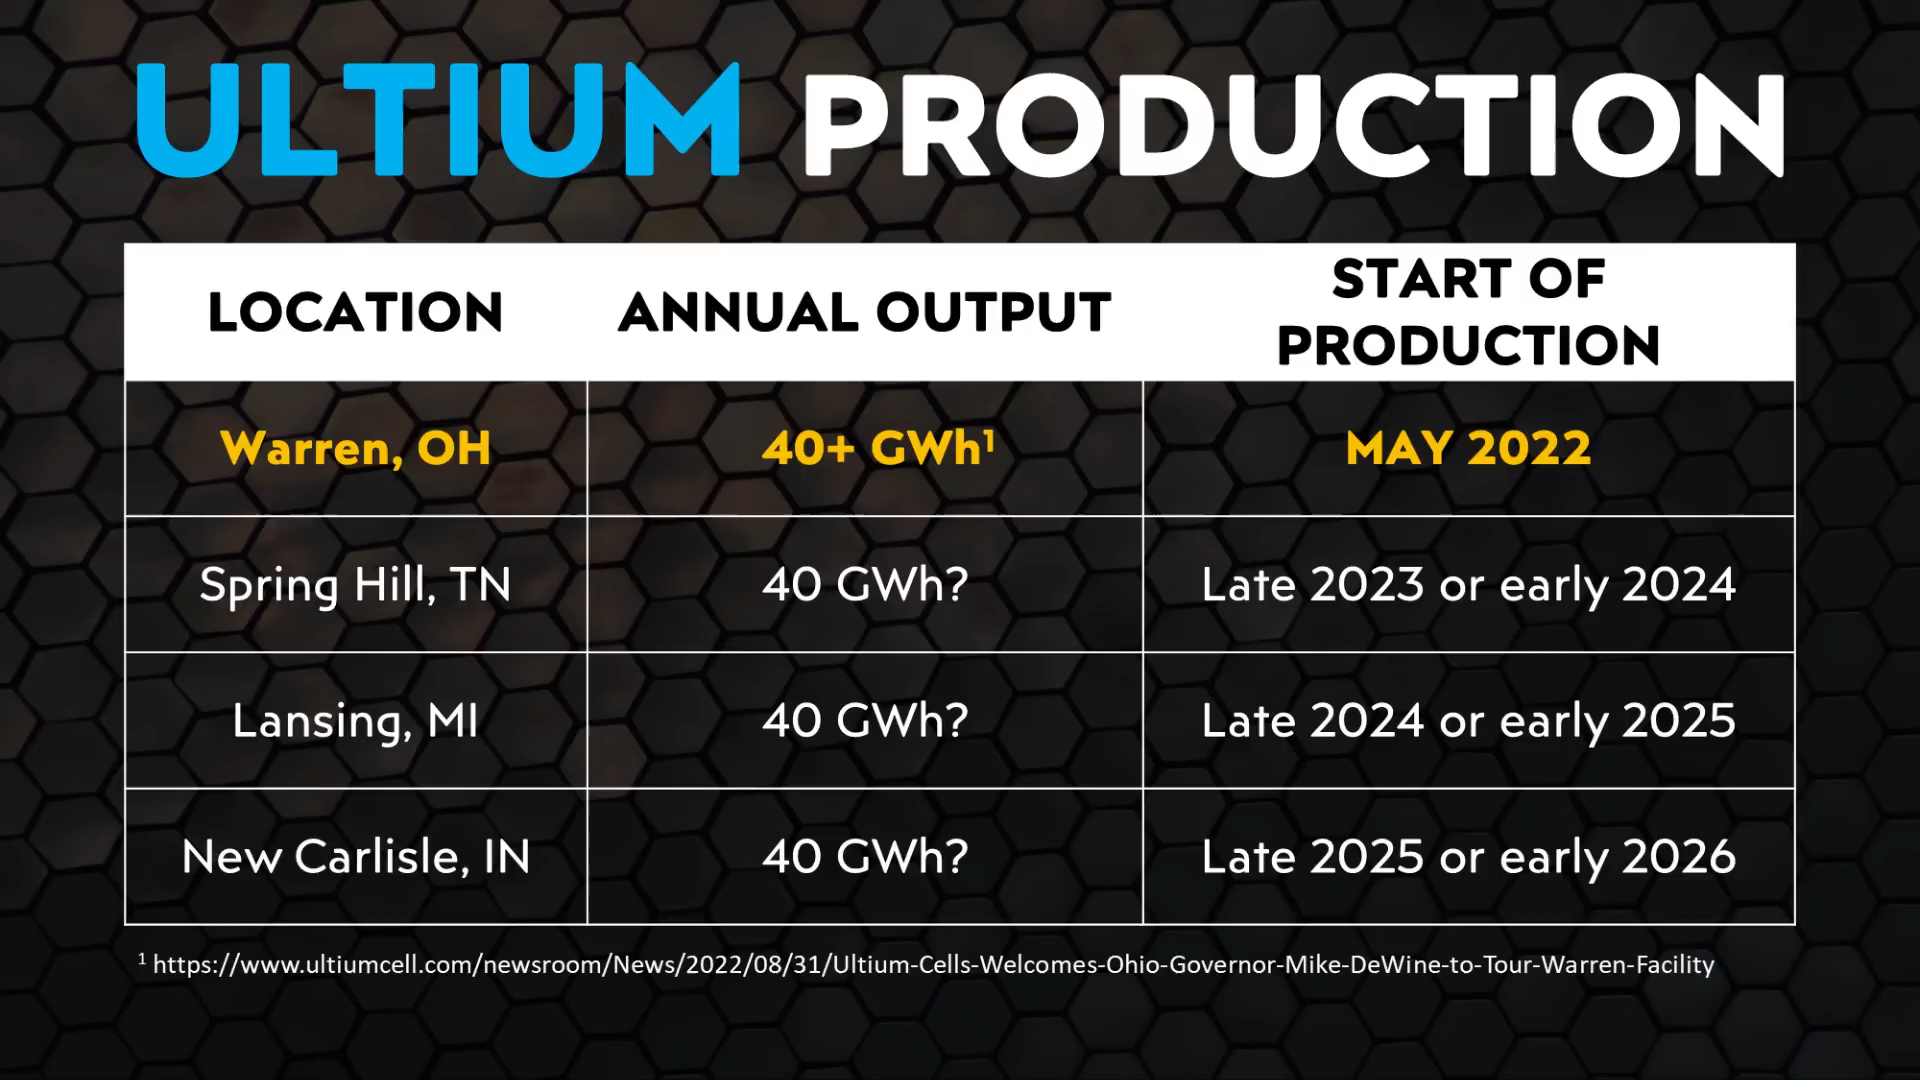 ULTIUM PRODUCTION
LOCATION
ANNUAL OUTPUT
START OF
PRODUCTION
Warren, OH
40+ GWh¹
MAY 2022
Spring Hill, TN
40 GWh?
Late 2023 or early 2024
Lansing, MI
40 GWh?
Late 2024 or early 2025
New Carlisle, IN
40 GWh?
Late 2025 or early 2026
¹ https://www.ultiumcell.com/newsroom/News/2022/08/31/Ultium-Cells-Welcomes-Ohio-Governor-Mike-DeWine-to-Tour-Warren-Facility